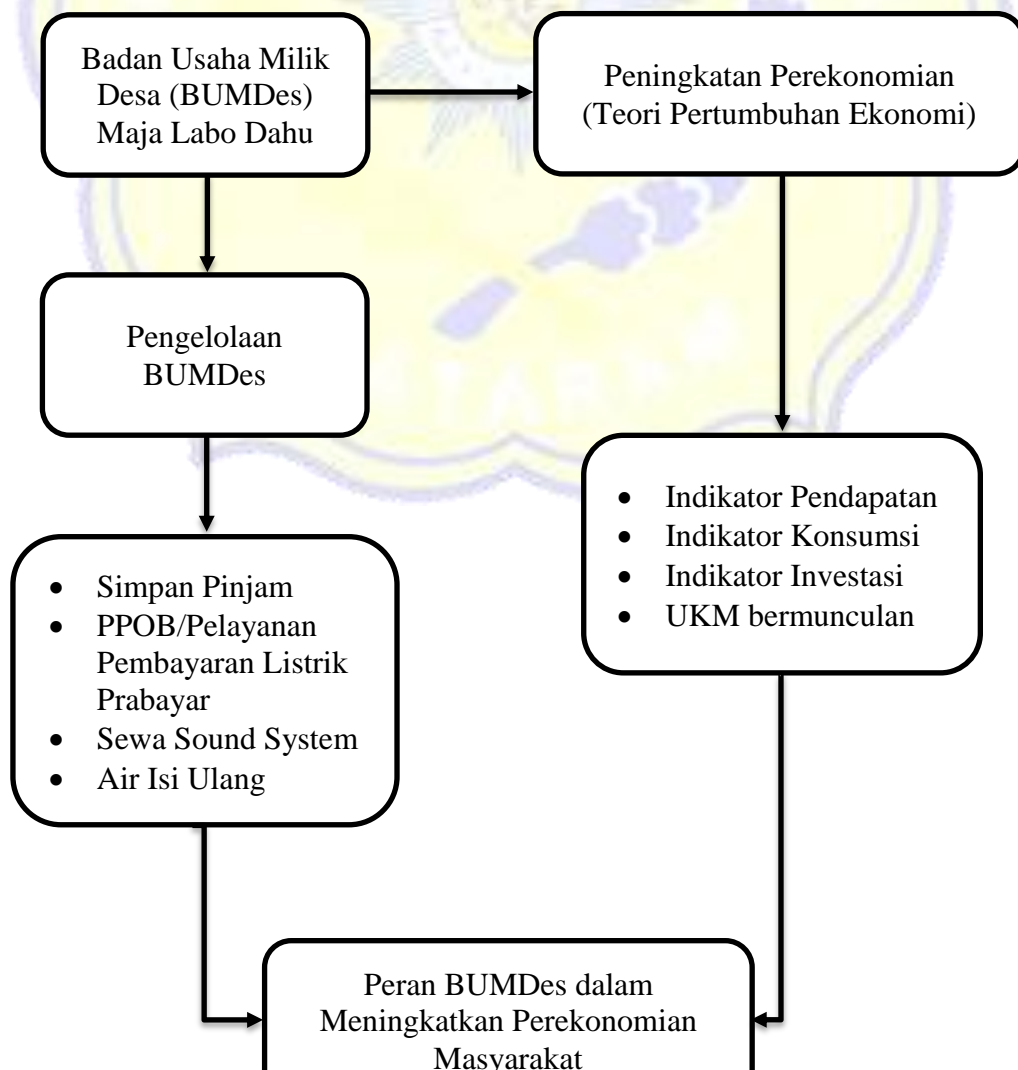 Badan Usaha Milik
Desa (BUMDes)
Maja Labo Dahu
Peningkatan Perekonomian
(Teori Pertumbuhan Ekonomi)
Pengelolaan
BUMDes
• Indikator Pendapatan
• Indikator Konsumsi
• Indikator Investasi
• UKM bermunculan
• Simpan Pinjam
• PPOB/Pelayanan
Pembayaran Listrik
Prabayar
• Sewa Sound System
• Air Isi Ulang
Peran BUMDes dalam
Meningkatkan Perekonomian
Masyarakat